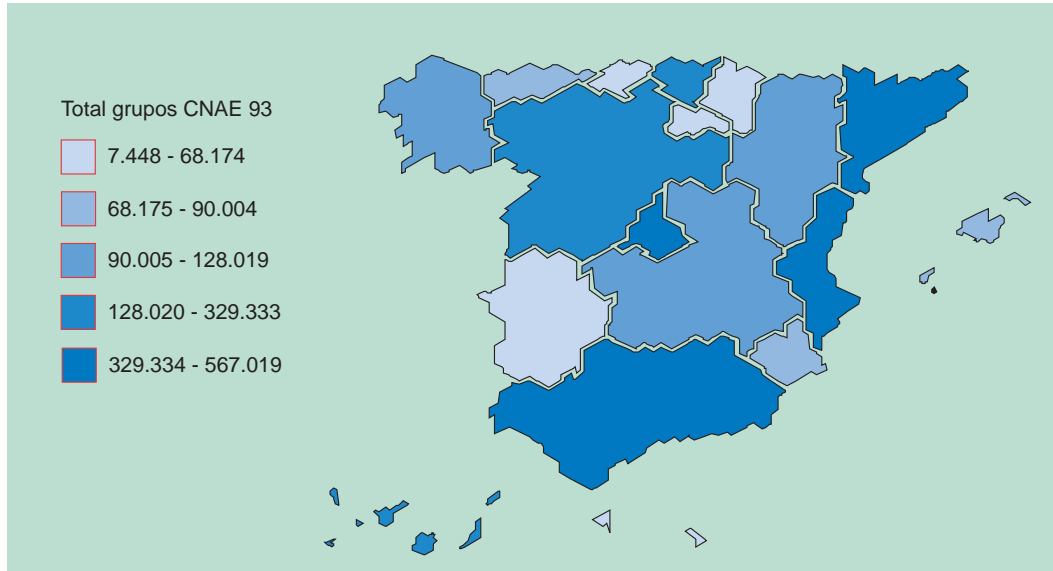 Total grupos CNAE 93
7.448 - 68.174
68.175 - 90.004
90.005 - 128.019
128.020 - 329.333
329.334 - 567.019